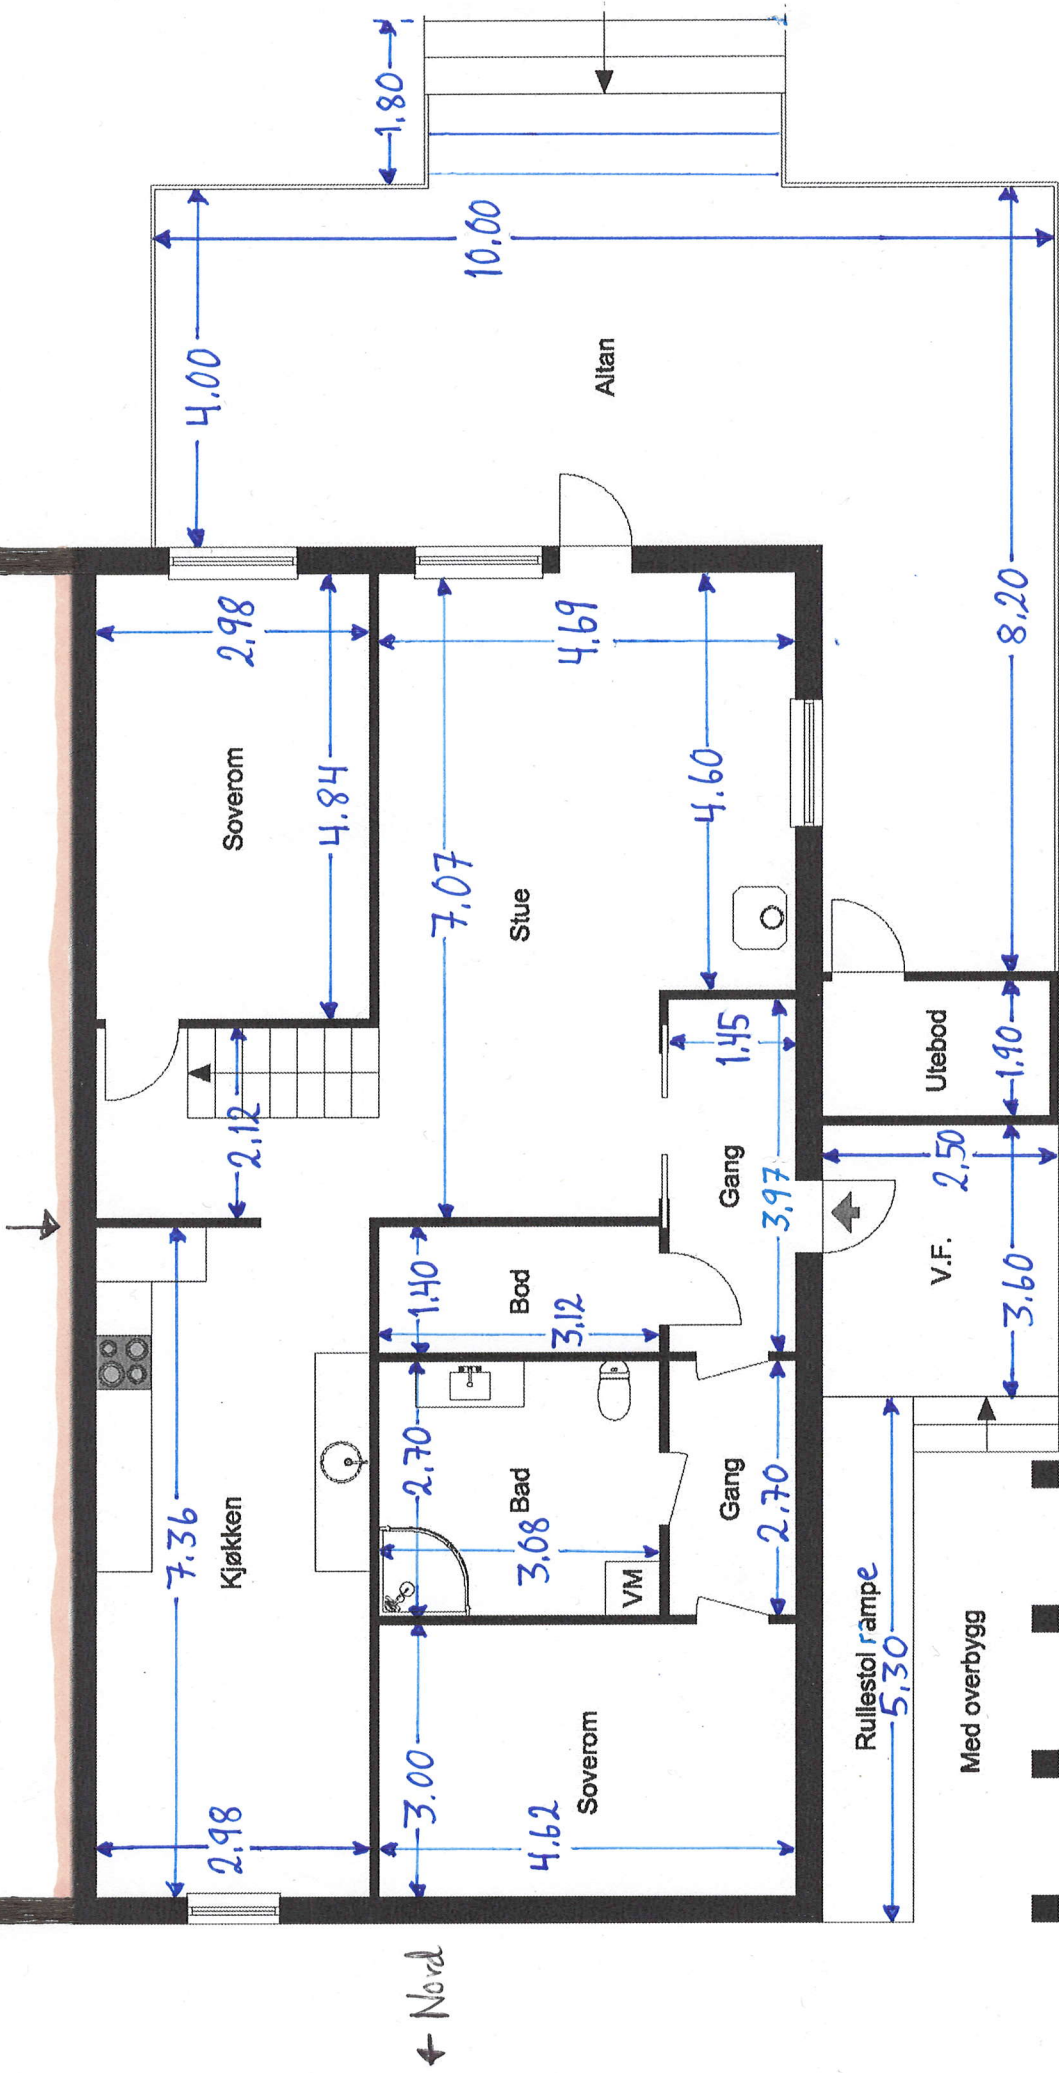 7.36
4.00
2.98
Kjøkken
2.12
Soverom
2.98
4.84
1.80
← Nord
3.00
2.70
1.40
7.07
10.00
Bad
Bod
Stue
4.62
3.08
3.12
4.69
Soverom
Altan
VM
4.60
Gang
Gang
1.45
2.70
3.97
Rullestol rampe
5.30
V.F.
2.50
Utebod
Med overbygg
3.60
1.90
8.20